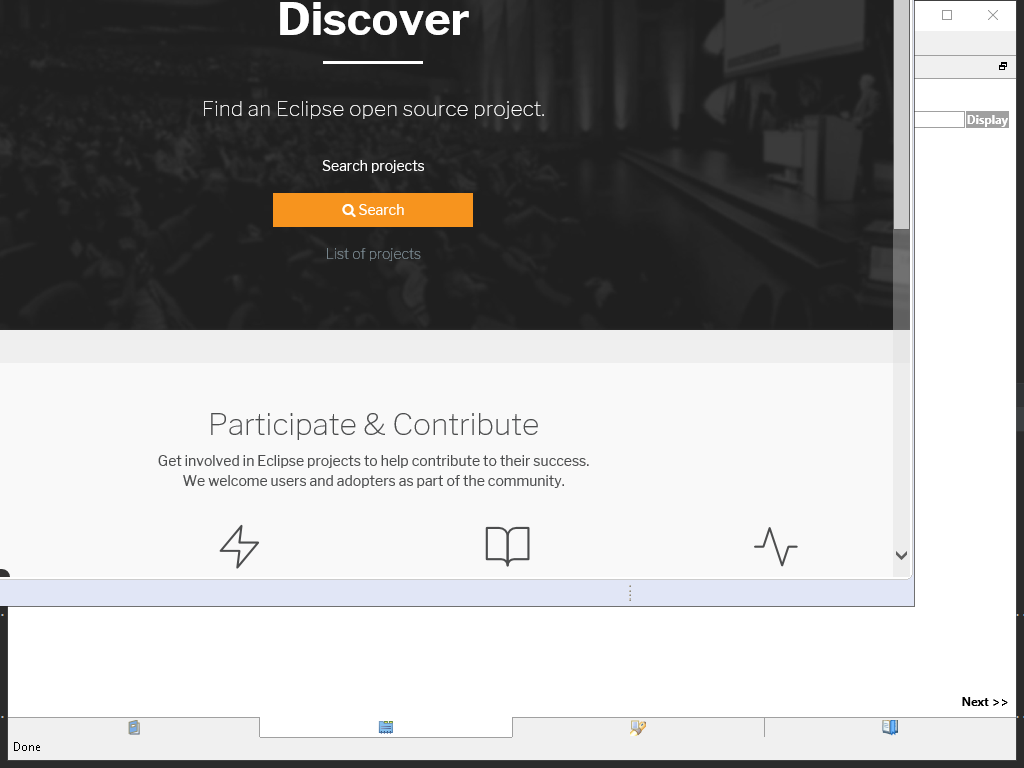 Discover
Find an Eclipse open source project.
Search projects
Search
List of projects
Display
Participate & Contribute
Get involved in Eclipse projects to help contribute to their success.
We welcome users and adopters as part of the community.
Next >>
Done